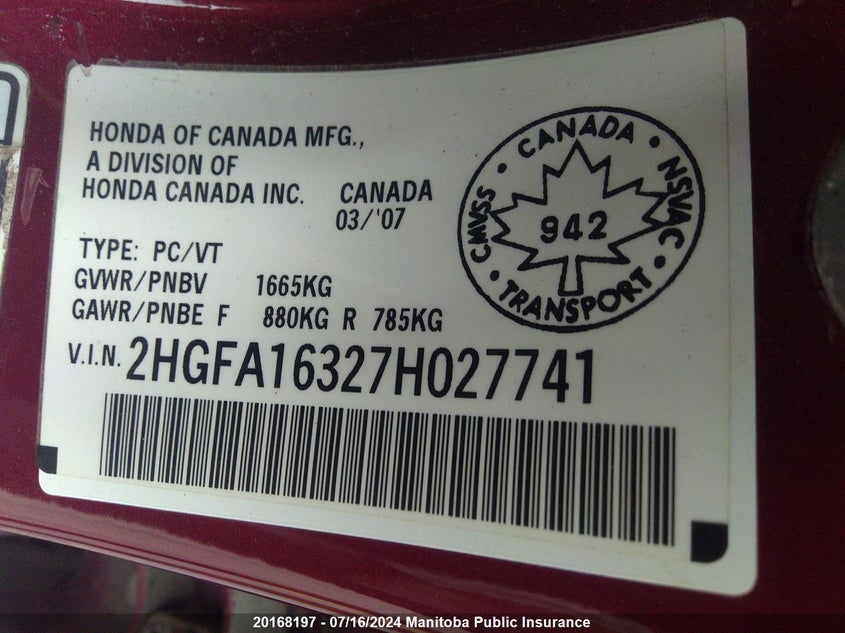 HONDA OF CANADA MFG.,
A DIVISION OF
HONDA CANADA INC. CANADA
03/'07
TYPE: PC/VT
GVWR/PNBV 1665KG
GAWR/PNBE F 880KG R 785KG
V.I.N. 2HGFA16327H027741
CANADA • NSVAC • TRANSPORT • CMVSS •
942
20168197 - 07/16/2024 Manitoba Public Insurance